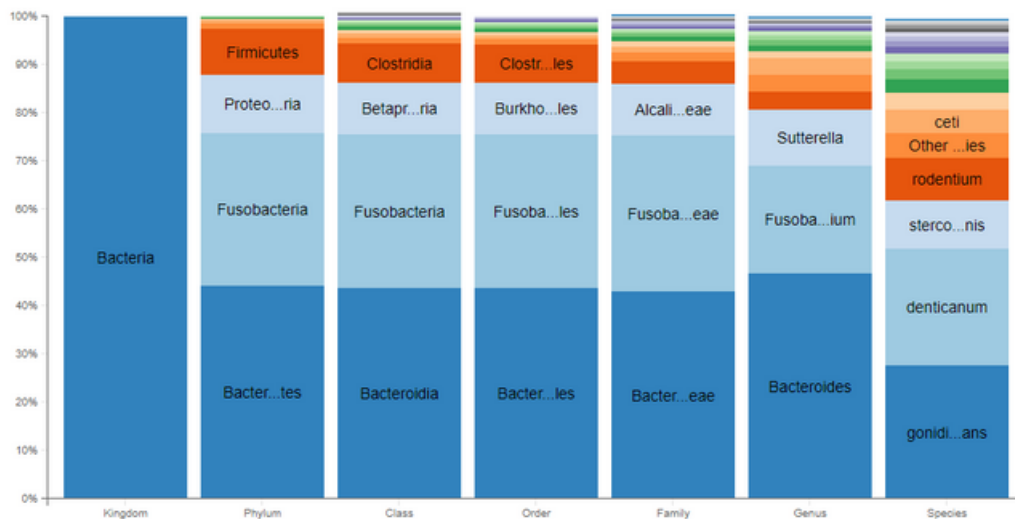 100%
90%
80%
70%
60%
50%
40%
30%
20%
10%
0%
Bacteria
Firmicutes
Proteo...ria
Fusobacteria
Bacter...tes
Clostridia
Betapr...ria
Fusobacteria
Bacteroidia
Clostr...les
Burkho...les
Fusoba...les
Bacter...les
Alcali...eae
Fusoba...eae
Bacter...eae
Sutterella
Fusoba...ium
Bacteroides
ceti
Other ...ies
rodentium
sterco...nis
denticanum
gonidi...ans
Kingdom
Phylum
Class
Order
Family
Genus
Species